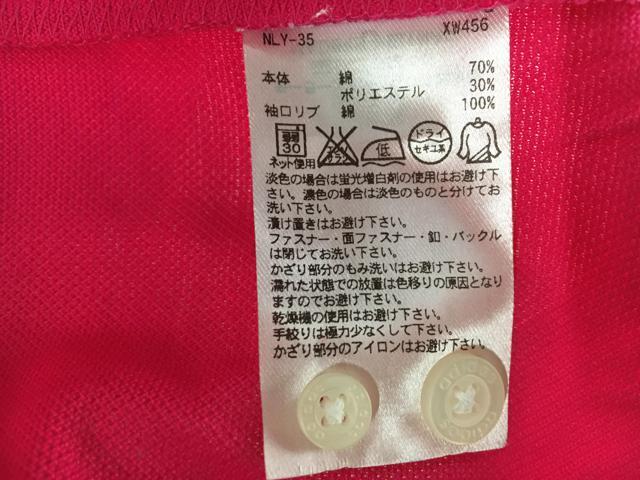 NLY-35 XW456
本体 綿 70%
ポリエステル 30%
袖口リブ 綿 100%
弱 30 エンソ サラシ 低 ドライ セキユ系
ネット使用
淡色の場合は蛍光増白剤の使用はお避け下
さい。濃色の場合は淡色のものと分けてお
洗い下さい。
漬け置きはお避け下さい。
ファスナー・面ファスナー・釦・バックル
は閉じてお洗い下さい。
かざり部分のもみ洗いはお避け下さい。
濡れた状態での放置は色移りの原因となり
ますのでお避け下さい。
乾燥機の使用はお避け下さい。
手絞りは極力少なくして下さい。
かざり部分のアイロンはお避け下さい。
adidas